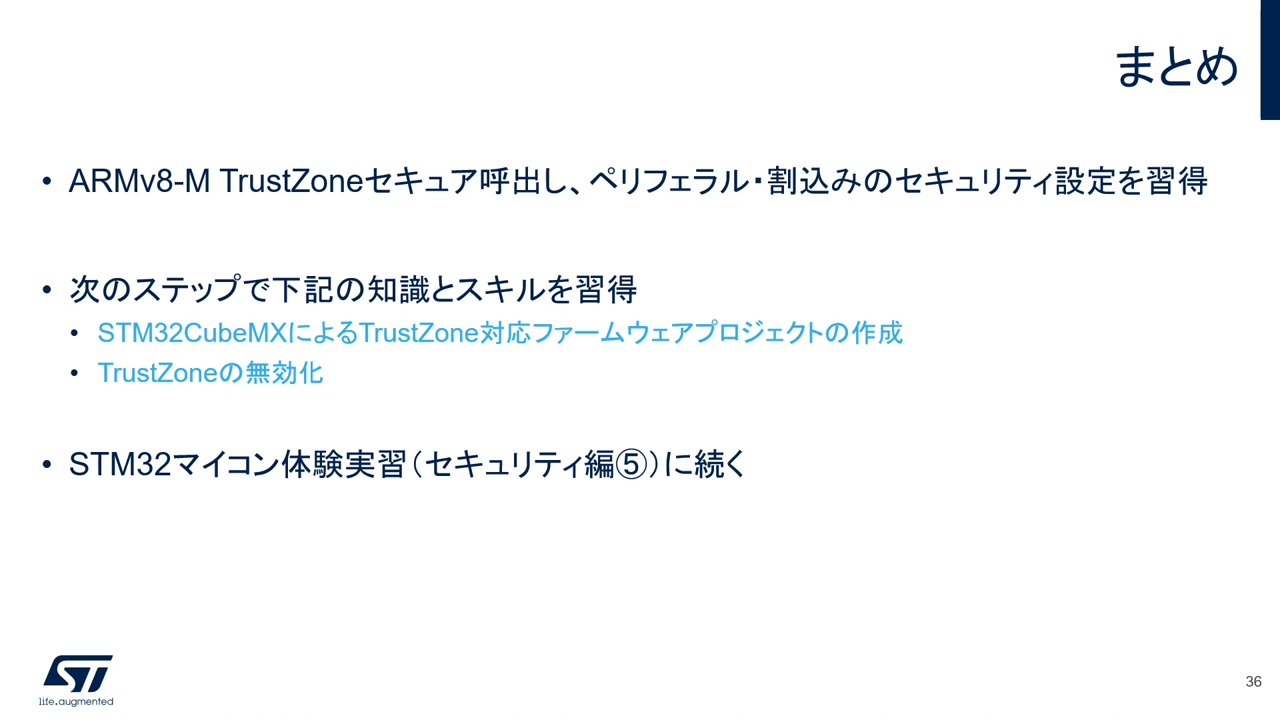 まとめ
• ARMv8-M TrustZoneセキュア呼出し、ペリフェラル・割込みのセキュリティ設定を習得
• 次のステップで下記の知識とスキルを習得
• STM32CubeMXによるTrustZone対応ファームウェアプロジェクトの作成
• TrustZoneの無効化
• STM32マイコン体験実習（セキュリティ編⑤）に続く
ST
life.augmented
36